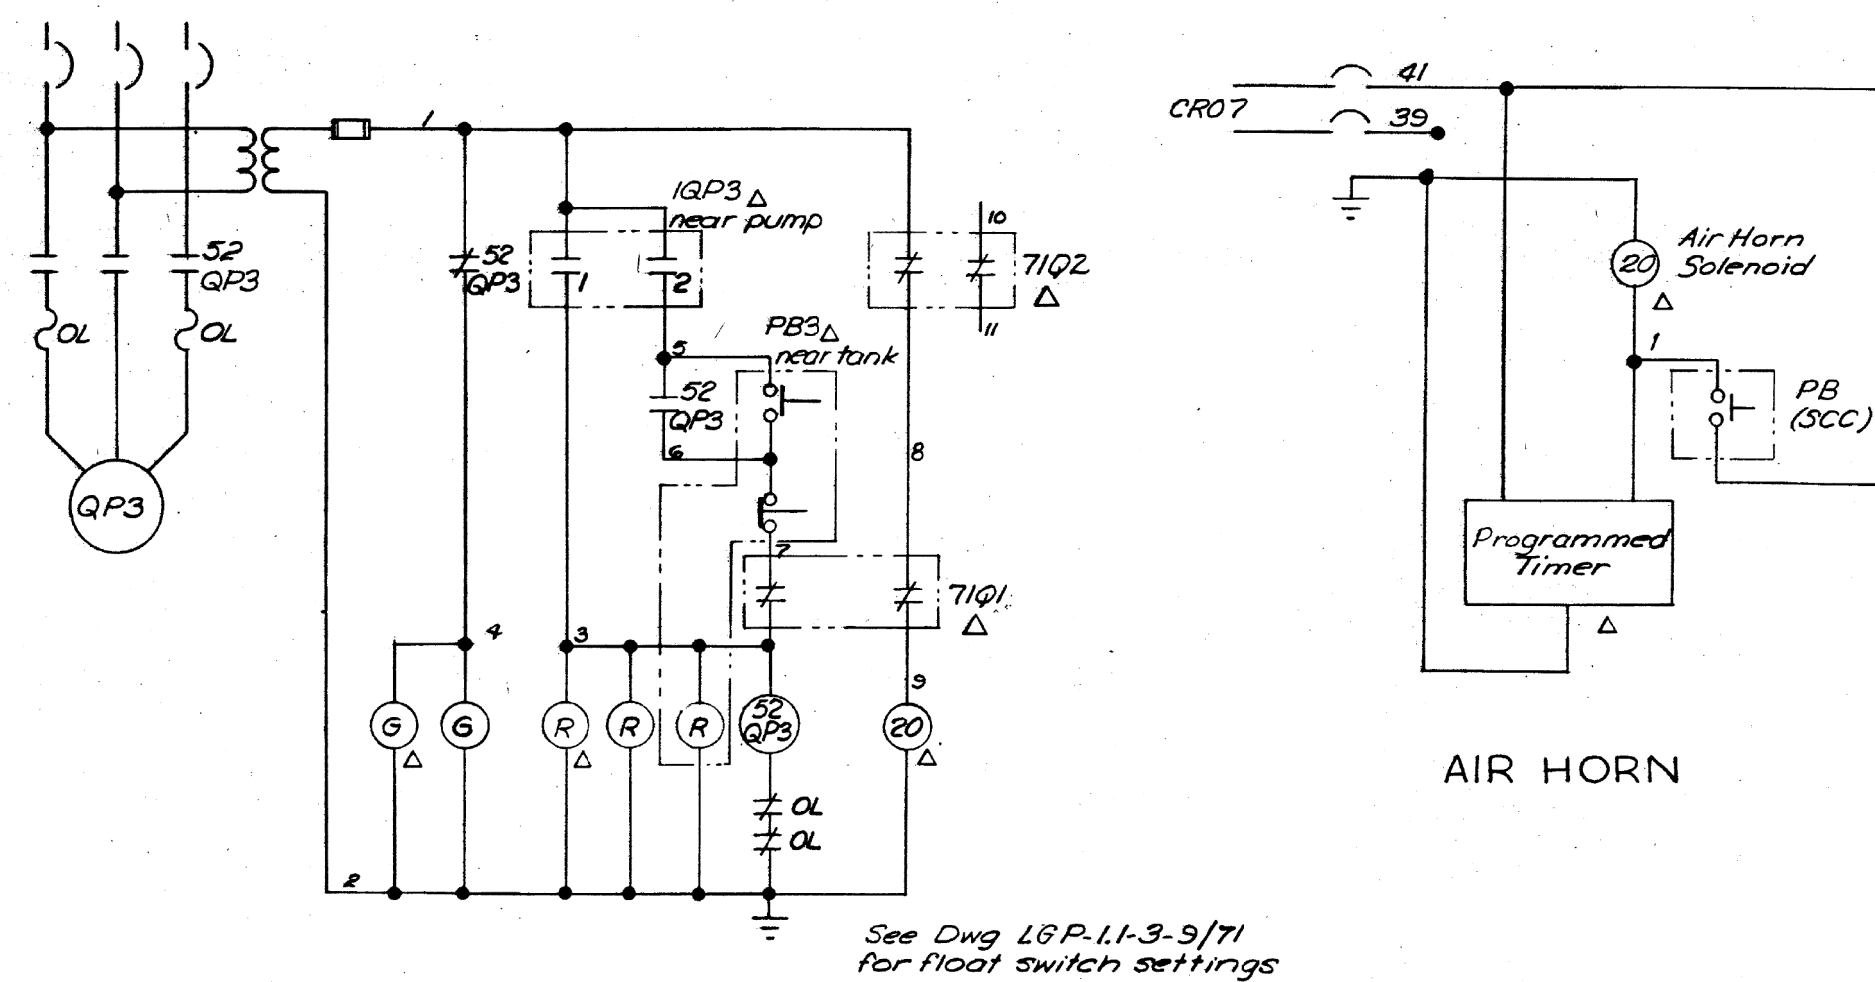 52
QP3
OL
OL
QP3
1
52
QP3
1QP3 △
near pump
1
2
5
PB3 △
near tank
52
QP3
6
7
10
71Q2
△
11
8
71Q1
△
9
4
3
G
△
G
R
△
R
R
52
QP3
20
△
OL
OL
2
See Dwg LGP-1.1-3-9/71
for float switch settings
CR07
41
39
20
Air Horn
Solenoid
△
1
PB
(SCC)
Programmed
Timer
△
AIR HORN